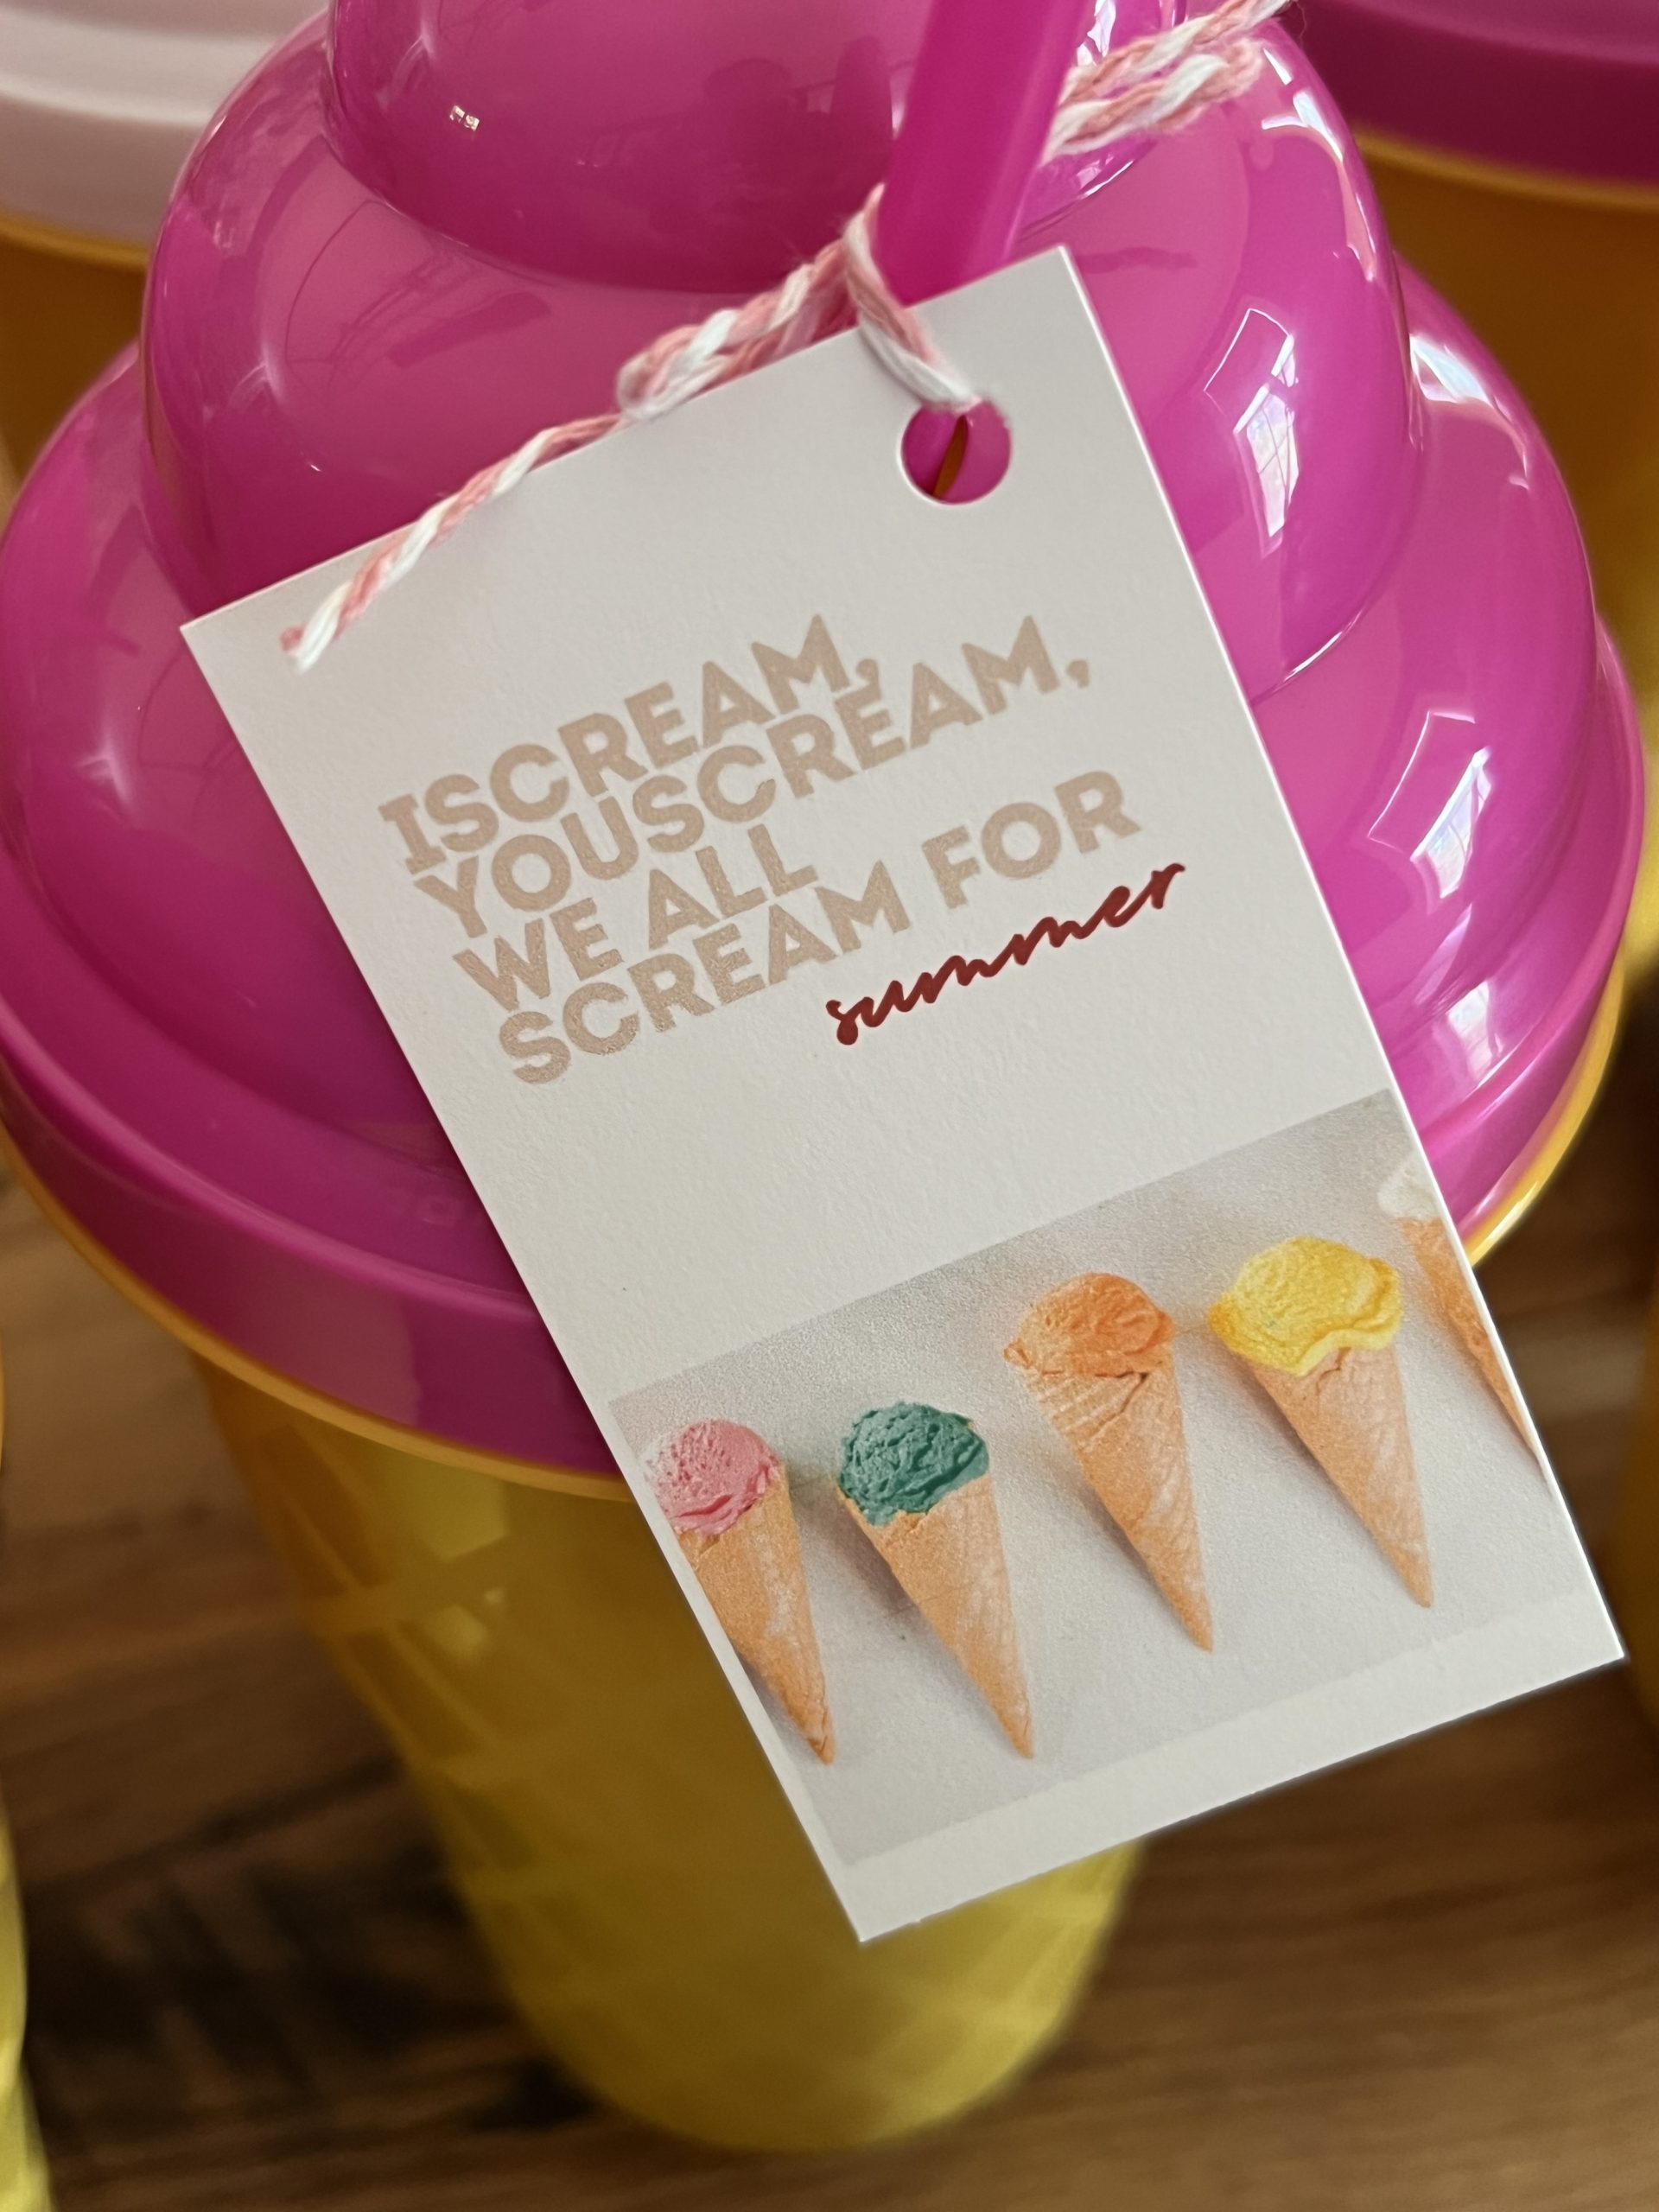 ISCREAM,
YOUSCREAM,
WE ALL
SCREAM FOR
summer